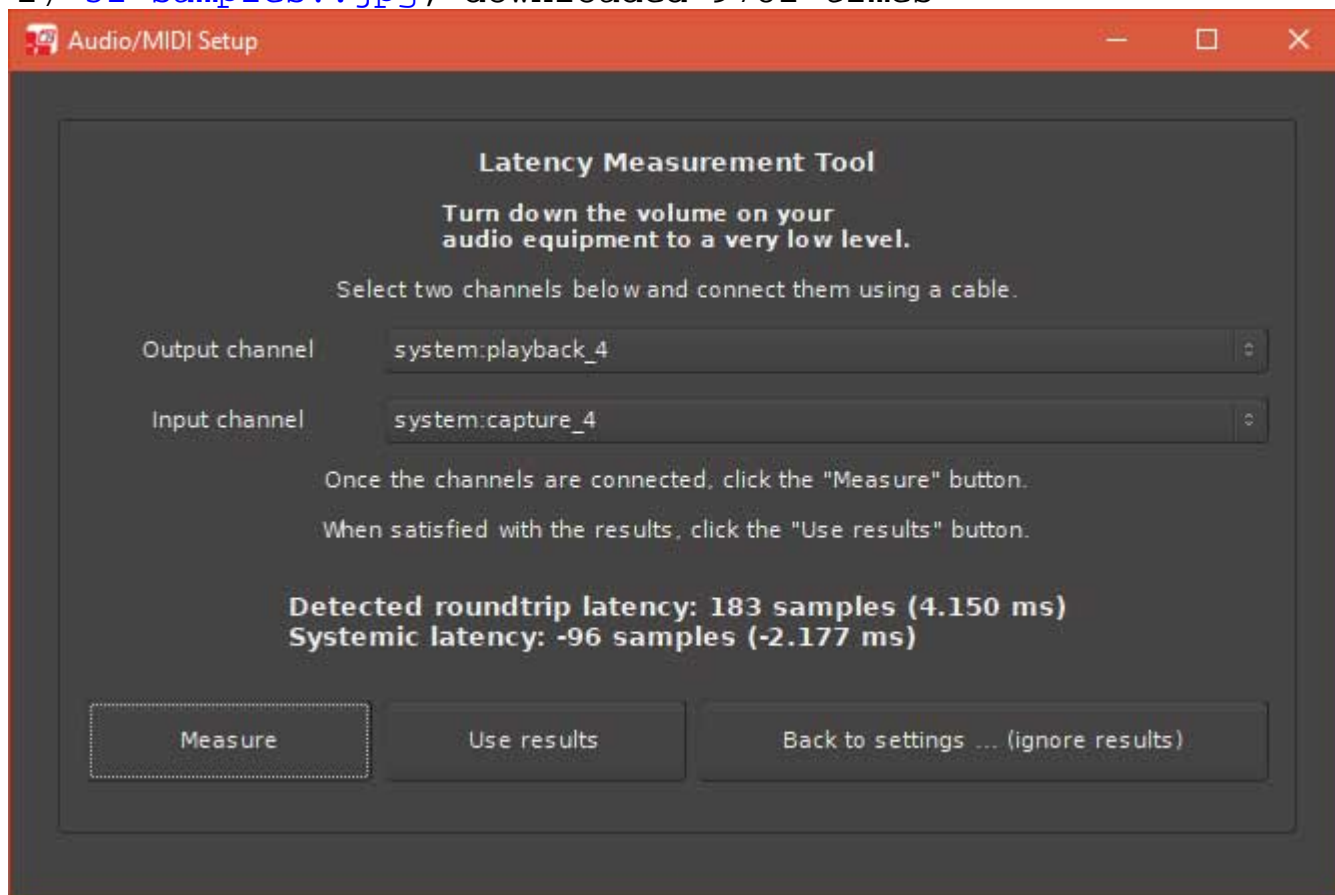 Audio/MIDI Setup
Latency Measurement Tool
Turn down the volume on your
audio equipment to a very low level.
Select two channels below and connect them using a cable.
Output channel system:playback_4
Input channel system:capture_4
Once the channels are connected, click the "Measure" button.
When satisfied with the results, click the "Use results" button.
Detected roundtrip latency: 183 samples (4.150 ms)
Systemic latency: -96 samples (-2.177 ms)
Measure Use results Back to settings ... (ignore results)